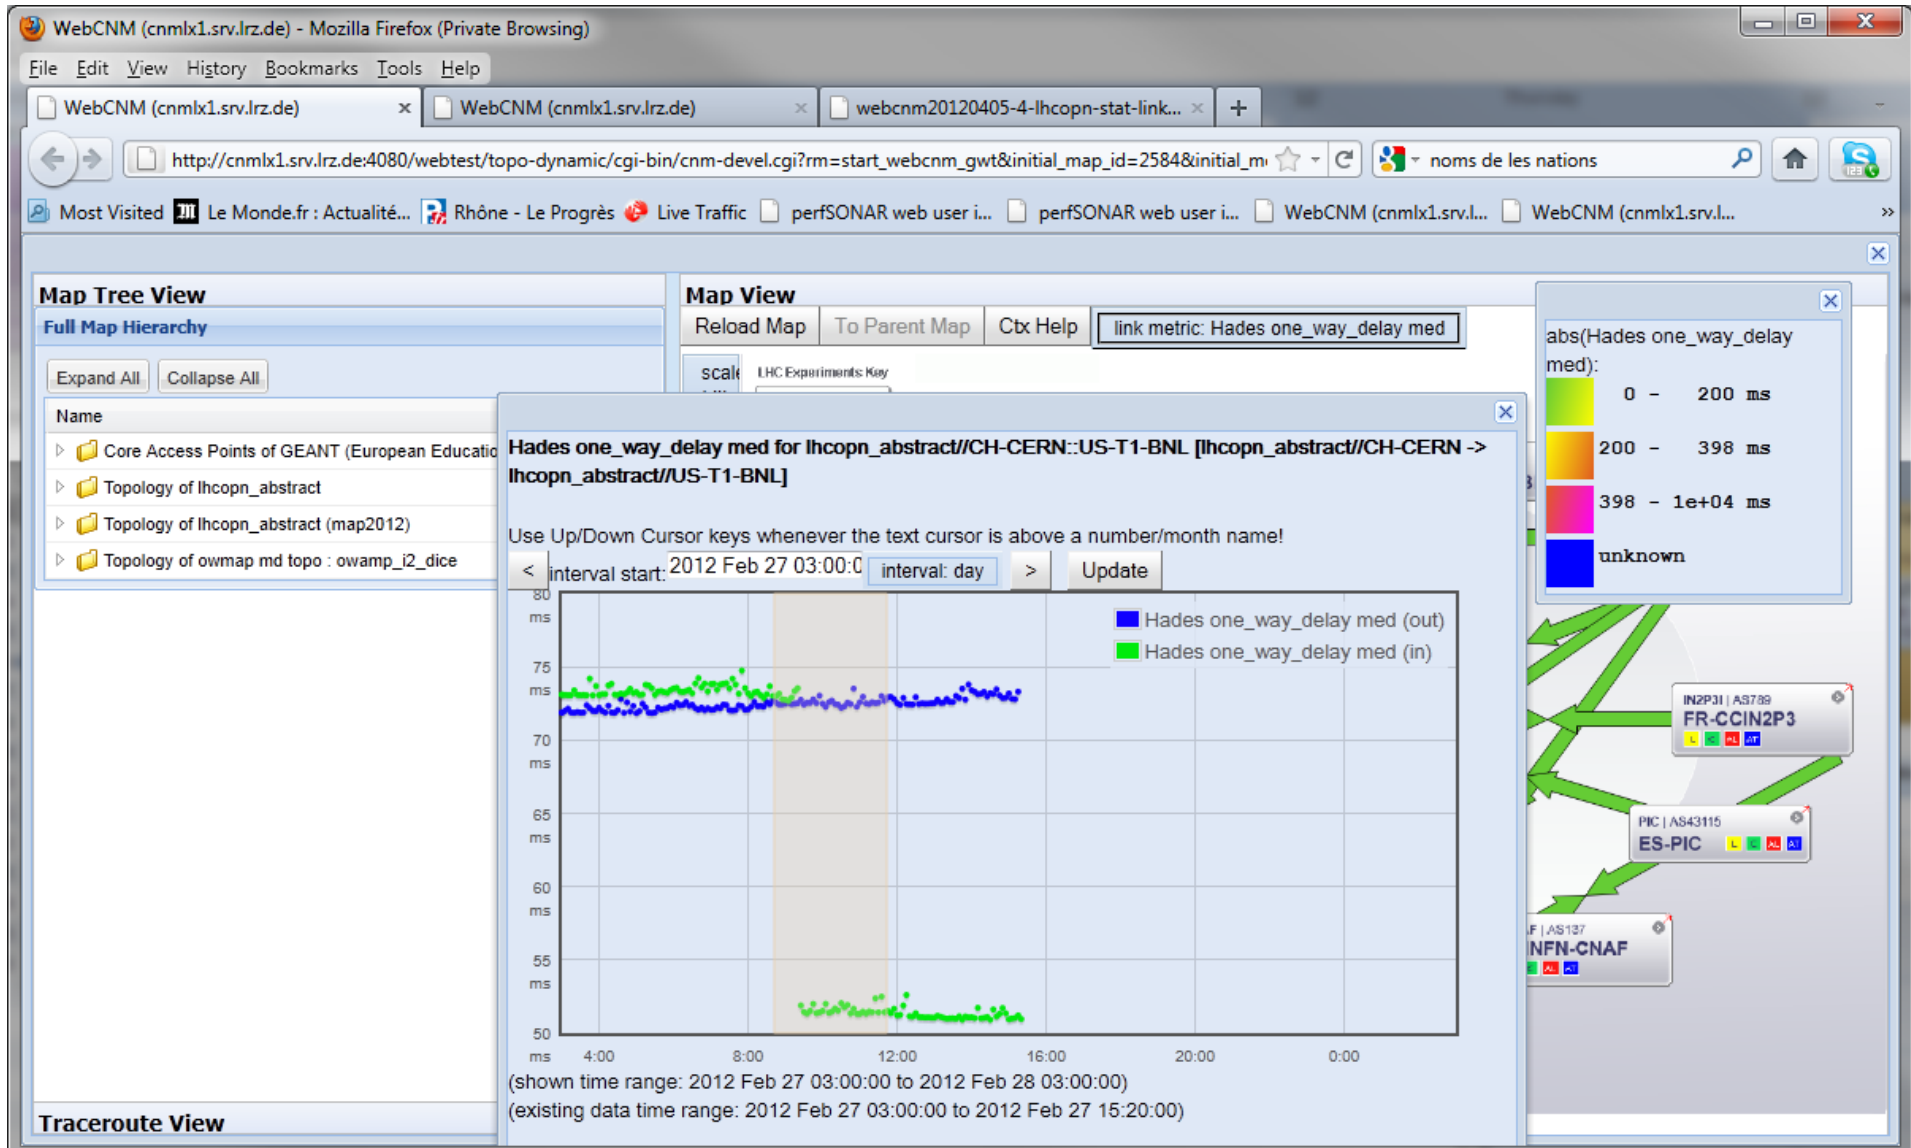 WebCNM (cnmlx1.srv.lrz.de) - Mozilla Firefox (Private Browsing)
File Edit View History Bookmarks Tools Help
WebCNM (cnmlx1.srv.lrz.de) WebCNM (cnmlx1.srv.lrz.de) webcnm20120405-4-lhcopn-stat-link...
http://cnmlx1.srv.lrz.de:4080/webtest/topo-dynamic/cgi-bin/cnm-devel.cgi?rm=start_webcnm_gwt&initial_map_id=2584&initial_m noms de les nations
Most Visited Le Monde.fr : Actualité... Rhône - Le Progrès Live Traffic perfSONAR web user i... perfSONAR web user i... WebCNM (cnmlx1.srv.l... WebCNM (cnmlx1.srv.l... »
Map Tree View
Full Map Hierarchy
Expand All Collapse All
Name
Core Access Points of GEANT (European Educatio
Topology of lhcopn_abstract
Topology of lhcopn_abstract (map2012)
Topology of owmap md topo : owamp_i2_dice
Traceroute View
Map View
Reload Map To Parent Map Ctx Help link metric: Hades one_way_delay med
scale LHC Experiments Key
abs(Hades one_way_delay
med):
0 - 200 ms
200 - 398 ms
398 - 1e+04 ms
unknown
Hades one_way_delay med for lhcopn_abstract//CH-CERN::US-T1-BNL [lhcopn_abstract//CH-CERN ->
lhcopn_abstract//US-T1-BNL]
Use Up/Down Cursor keys whenever the text cursor is above a number/month name!
< interval start: 2012 Feb 27 03:00:0 interval: day > Update
80
ms
75
ms
70
ms
65
ms
60
ms
55
ms
50
ms
Hades one_way_delay med (out)
Hades one_way_delay med (in)
4:00 8:00 12:00 16:00 20:00 0:00
(shown time range: 2012 Feb 27 03:00:00 to 2012 Feb 28 03:00:00)
(existing data time range: 2012 Feb 27 03:00:00 to 2012 Feb 27 15:20:00)
IN2P3I | AS789
FR-CCIN2P3
L C AL AT
PIC | AS43115
ES-PIC L C AL AT
F | AS137
NFN-CNAF
AL AT